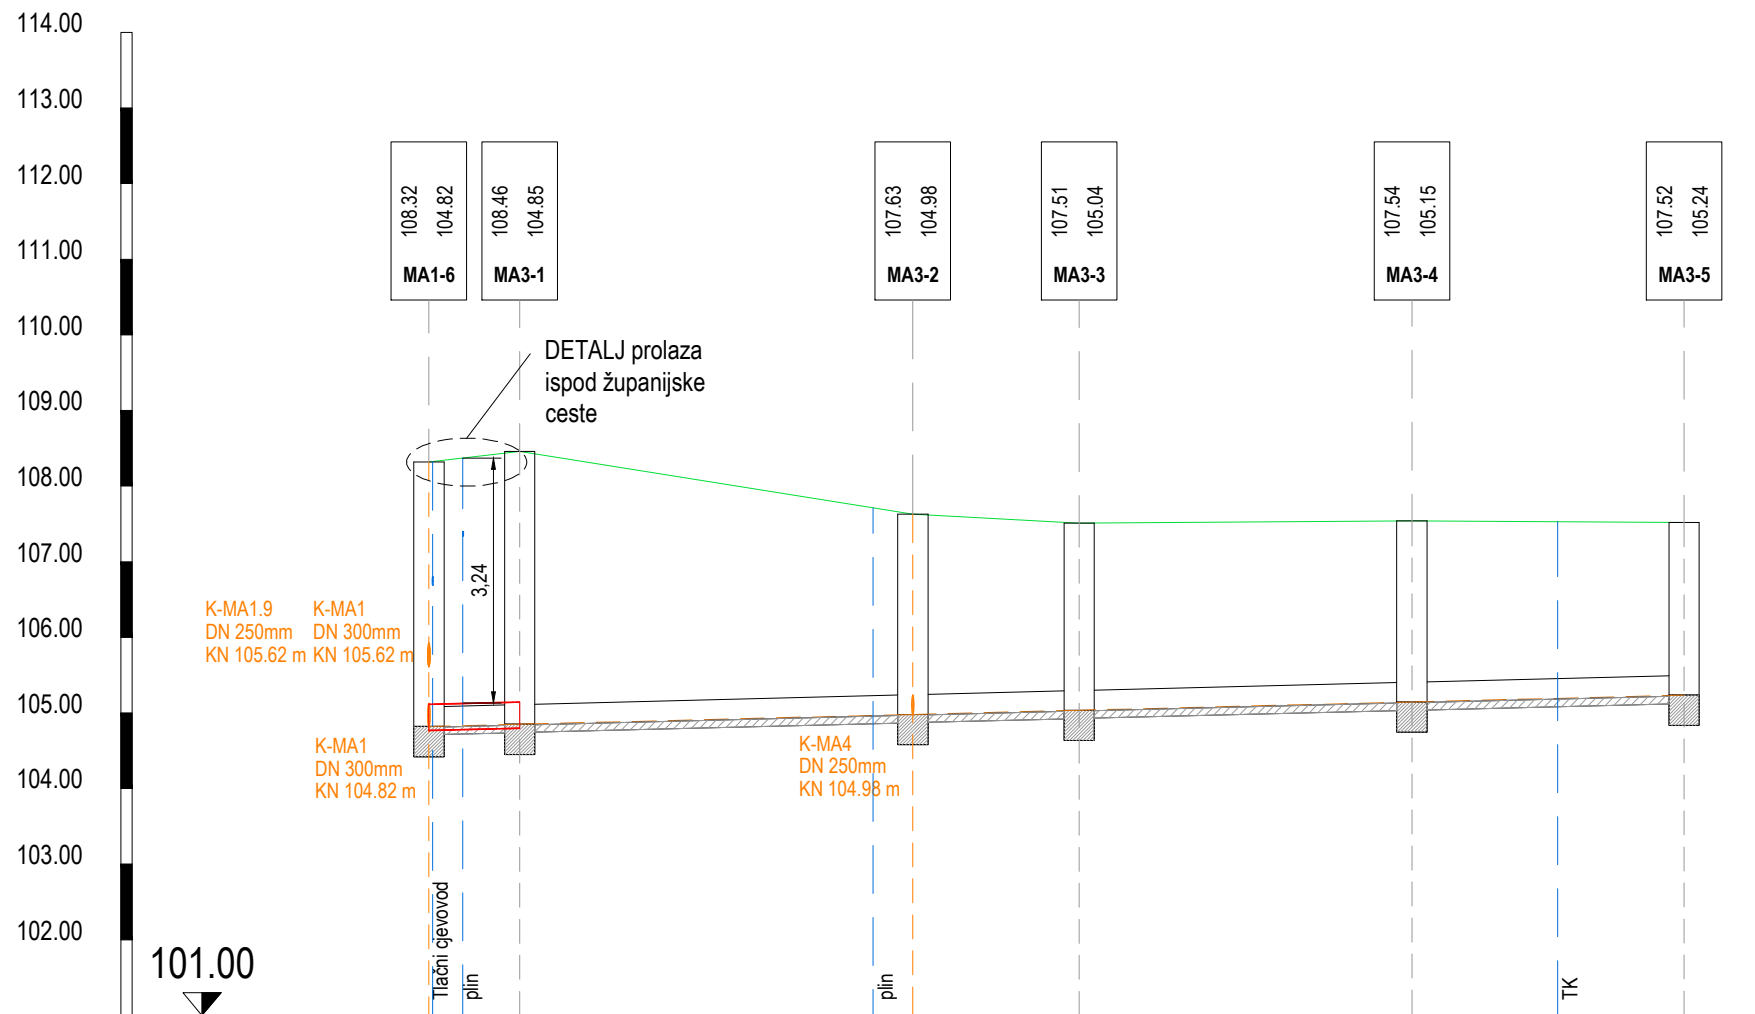 114.00
113.00
112.00
111.00
110.00
109.00
108.00
107.00
106.00
105.00
104.00
103.00
102.00
101.00
108.32
104.82
MA1-6
108.46
104.85
MA3-1
107.63
104.98
MA3-2
107.51
105.04
MA3-3
107.54
105.15
MA3-4
107.52
105.24
MA3-5
DETALJ prolaza
ispod županijske
ceste
3,24
K-MA1.9
DN 250mm
KN 105.62 m
K-MA1
DN 300mm
KN 105.62 m
K-MA1
DN 300mm
KN 104.82 m
K-MA4
DN 250mm
KN 104.98 m
Tlačni cjevovod
plin
plin
TK